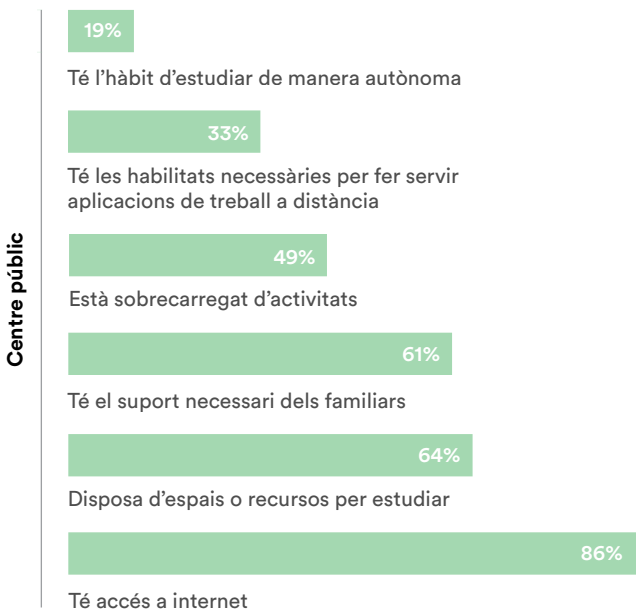 19%
Té l’hàbit d’estudiar de manera autònoma
33%
Té les habilitats necessàries per fer servir
aplicacions de treball a distància
49%
Està sobrecarregat d’activitats
61%
Té el suport necessari dels familiars
64%
Disposa d’espais o recursos per estudiar
86%
Té accés a internet
Centre públic